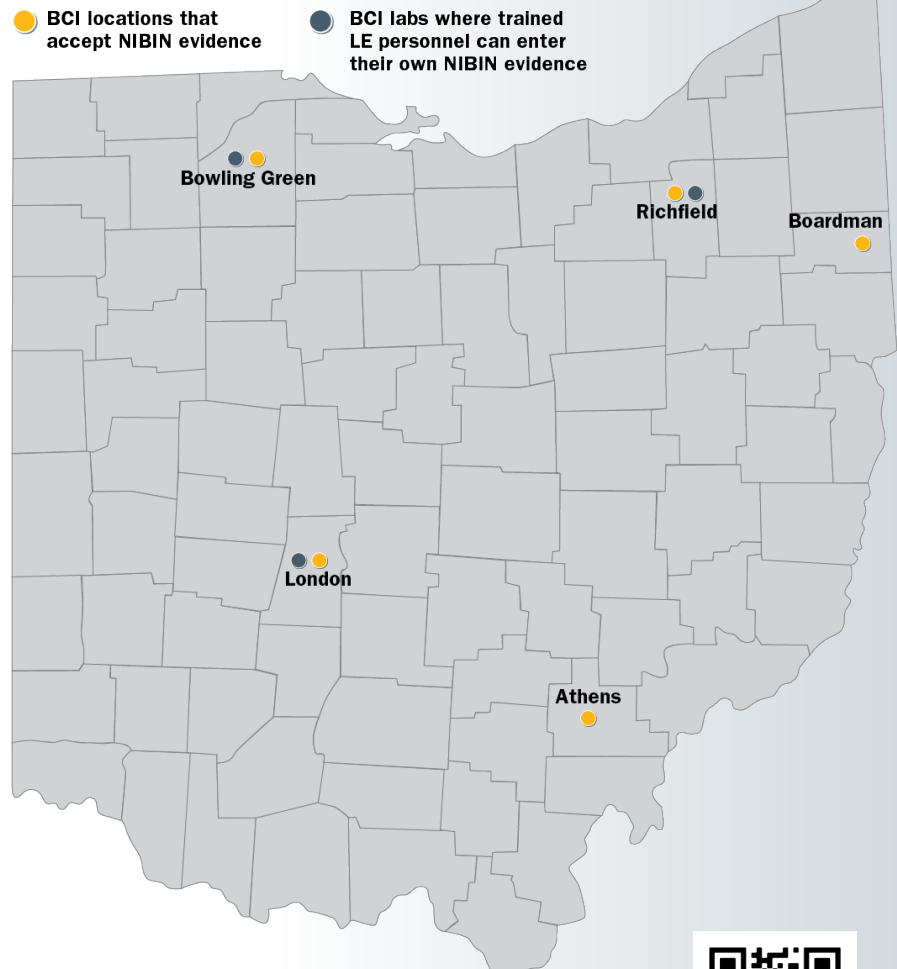 BCI locations that
accept NIBIN evidence
BCI labs where trained
LE personnel can enter
their own NIBIN evidence
Bowling Green
Richfield
Boardman
London
Athens